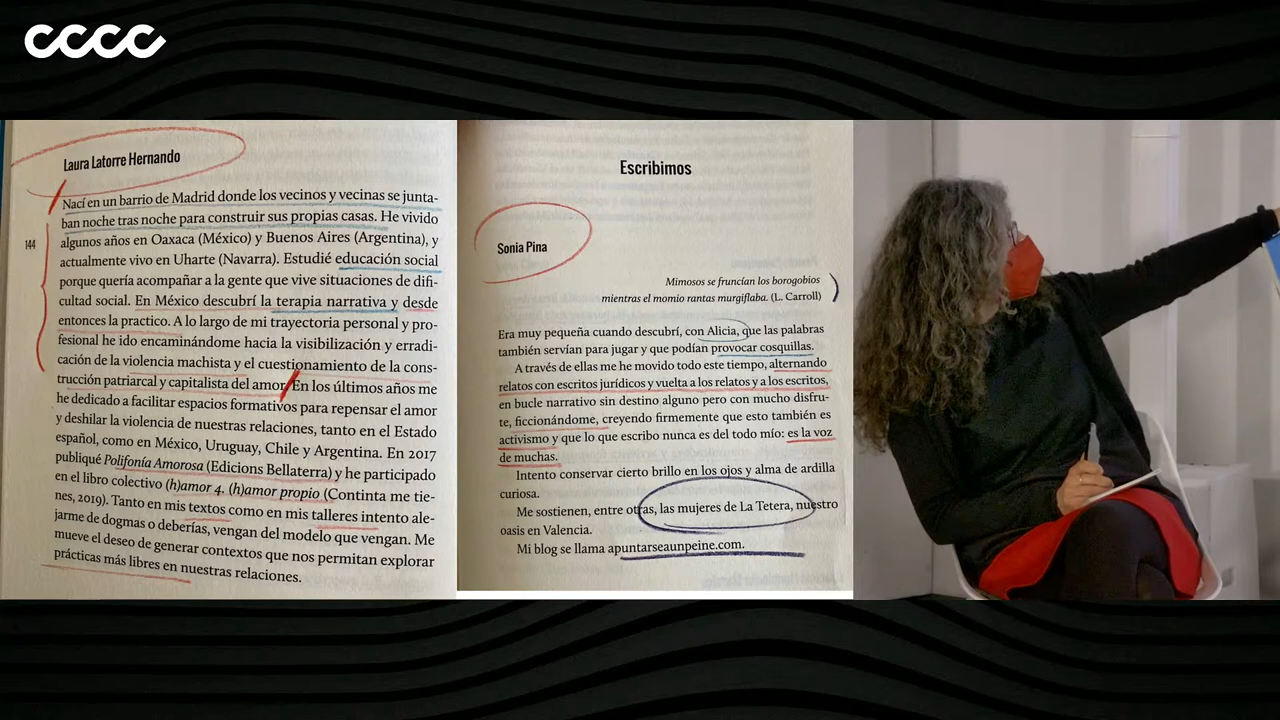 cccc
Laura Latorre Hernando
Nací en un barrio de Madrid donde los vecinos y vecinas se junta-
ban noche tras noche para construir sus propias casas. He vivido
144
algunos años en Oaxaca (México) y Buenos Aires (Argentina), y
actualmente vivo en Uharte (Navarra). Estudié educación social
porque quería acompañar a la gente que vive situaciones de difi-
cultad social. En México descubrí la terapia narrativa y desde
entonces la practico. A lo largo de mi trayectoria personal y pro-
fesional he ido encaminándome hacia la visibilización y erradi-
cación de la violencia machista y el cuestionamiento de la cons-
trucción patriarcal y capitalista del amor. En los últimos años me
he dedicado a facilitar espacios formativos para repensar el amor
y deshilar la violencia de nuestras relaciones, tanto en el Estado
español, como en México, Uruguay, Chile y Argentina. En 2017
publiqué Polifonía Amorosa (Edicions Bellaterra) y he participado
en el libro colectivo (h)amor 4. (h)amor propio (Continta me tie-
nes, 2019). Tanto en mis textos como en mis talleres intento ale-
jarme de dogmas o deberías, vengan del modelo que vengan. Me
mueve el deseo de generar contextos que nos permitan explorar
prácticas más libres en nuestras relaciones.
Escribimos
Sonia Pina
Mimosos se fruncían los borogobios
mientras el momio rantas murgiflaba. (L. Carroll)
Era muy pequeña cuando descubrí, con Alicia, que las palabras
también servían para jugar y que podían provocar cosquillas.
A través de ellas me he movido todo este tiempo, alternando
relatos con escritos jurídicos y vuelta a los relatos y a los escritos,
en bucle narrativo sin destino alguno pero con mucho disfru-
te, ficcionándome, creyendo firmemente que esto también es
activismo y que lo que escribo nunca es del todo mío: es la voz
de muchas.
Intento conservar cierto brillo en los ojos y alma de ardilla
curiosa.
Me sostienen, entre otras, las mujeres de La Tetera, nuestro
oasis en Valencia.
Mi blog se llama apuntarseaunpeine.com.